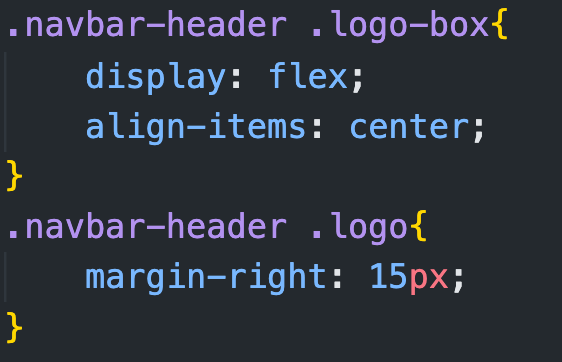 .navbar-header .logo-box{
    display: flex;
    align-items: center;
}
.navbar-header .logo{
    margin-right: 15px;
}